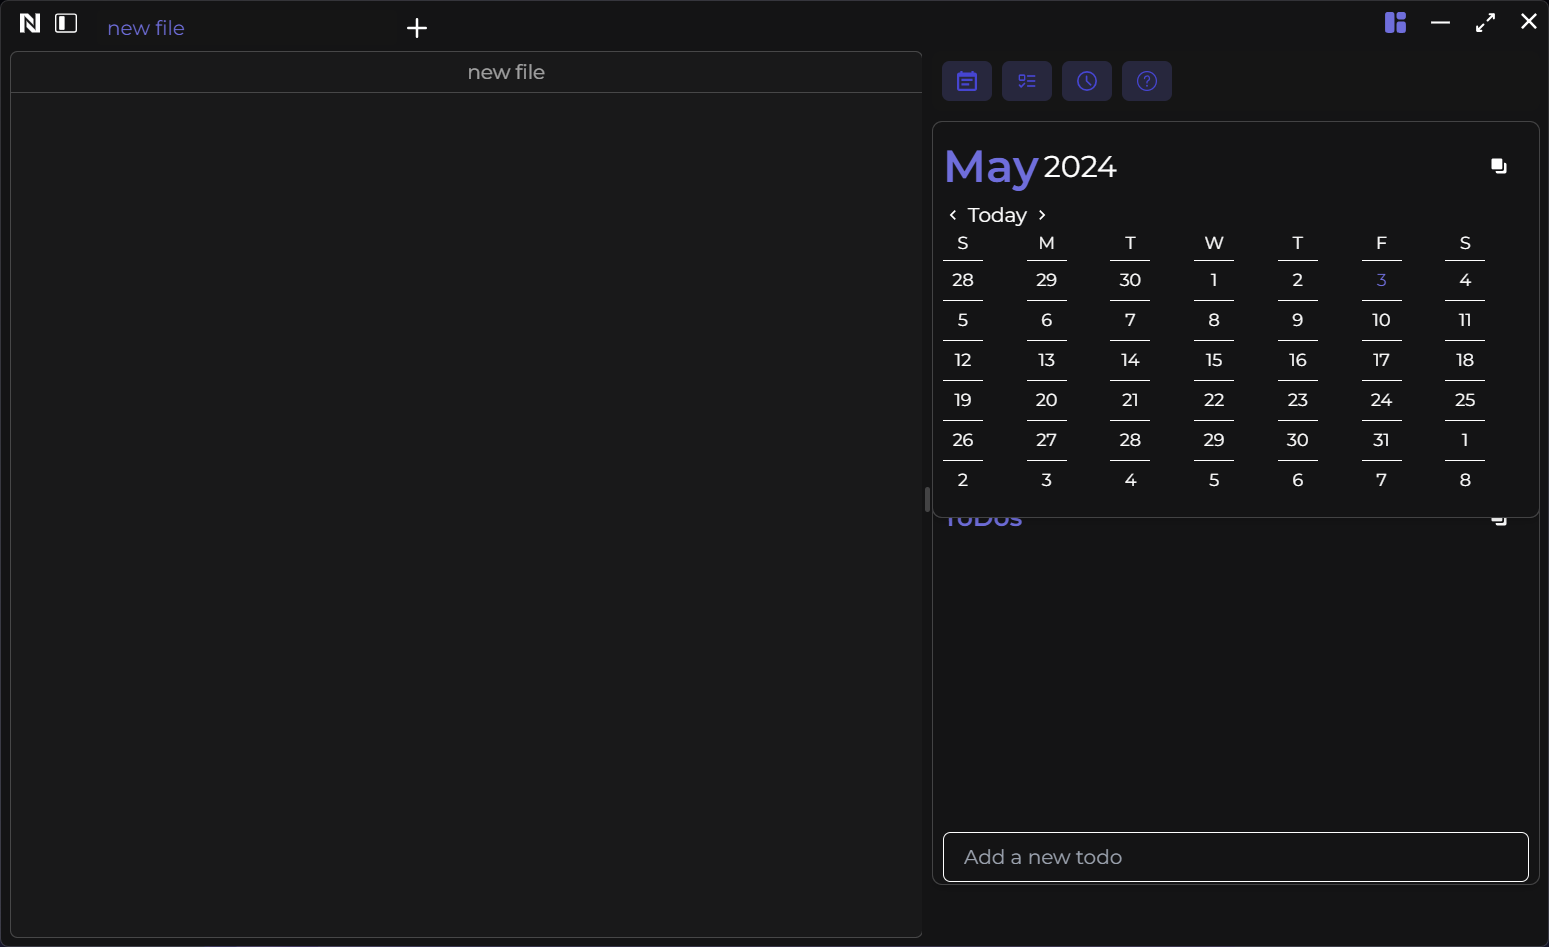 new file
new file
May 2024
Today
S M T W T F S
28 29 30 1 2 3 4
5 6 7 8 9 10 11
12 13 14 15 16 17 18
19 20 21 22 23 24 25
26 27 28 29 30 31 1
2 3 4 5 6 7 8
ToDos
Add a new todo